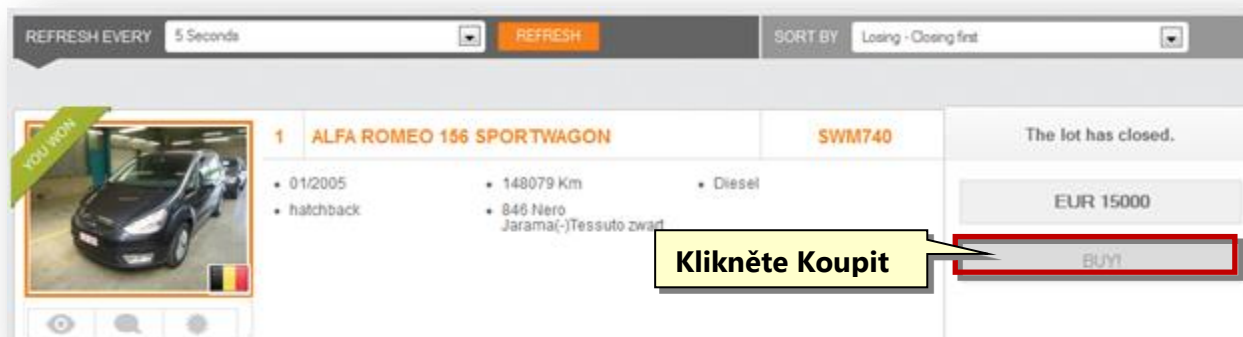 REFRESH EVERY 5 Seconds REFRESH SORT BY Losing - Closing first
YOU WON
1 ALFA ROMEO 156 SPORTWAGON SWM740 The lot has closed.
• 01/2005 • 148079 Km • Diesel
EUR 15000
• hatchback • 846 Nero
Jarama(-)Tessuto zwart
Klikněte Koupit
BUY!